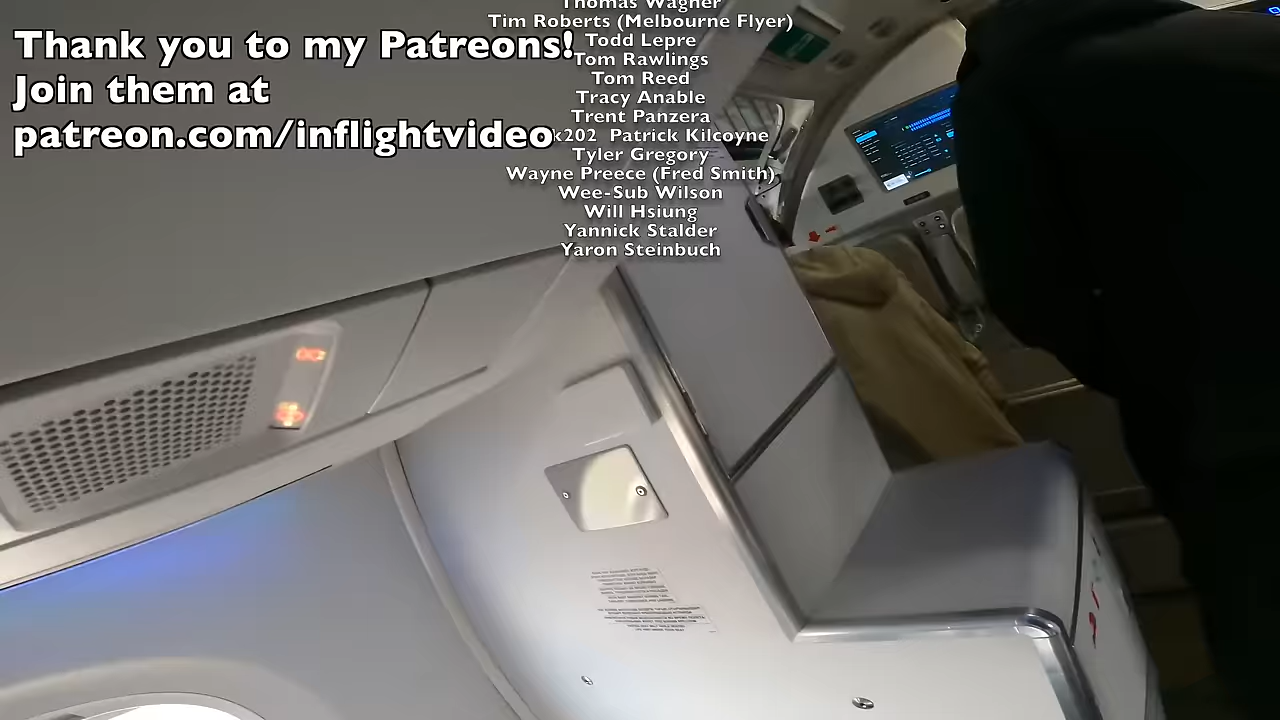 Thank you to my Patreons!
Join them at
patreon.com/inflightvideo
Thomas Wagner
Tim Roberts (Melbourne Flyer)
Todd Lepre
Tom Rawlings
Tom Reed
Tracy Anable
Trent Panzera
k202 Patrick Kilcoyne
Tyler Gregory
Wayne Preece (Fred Smith)
Wee-Sub Wilson
Will Hsiung
Yannick Stalder
Yaron Steinbuch